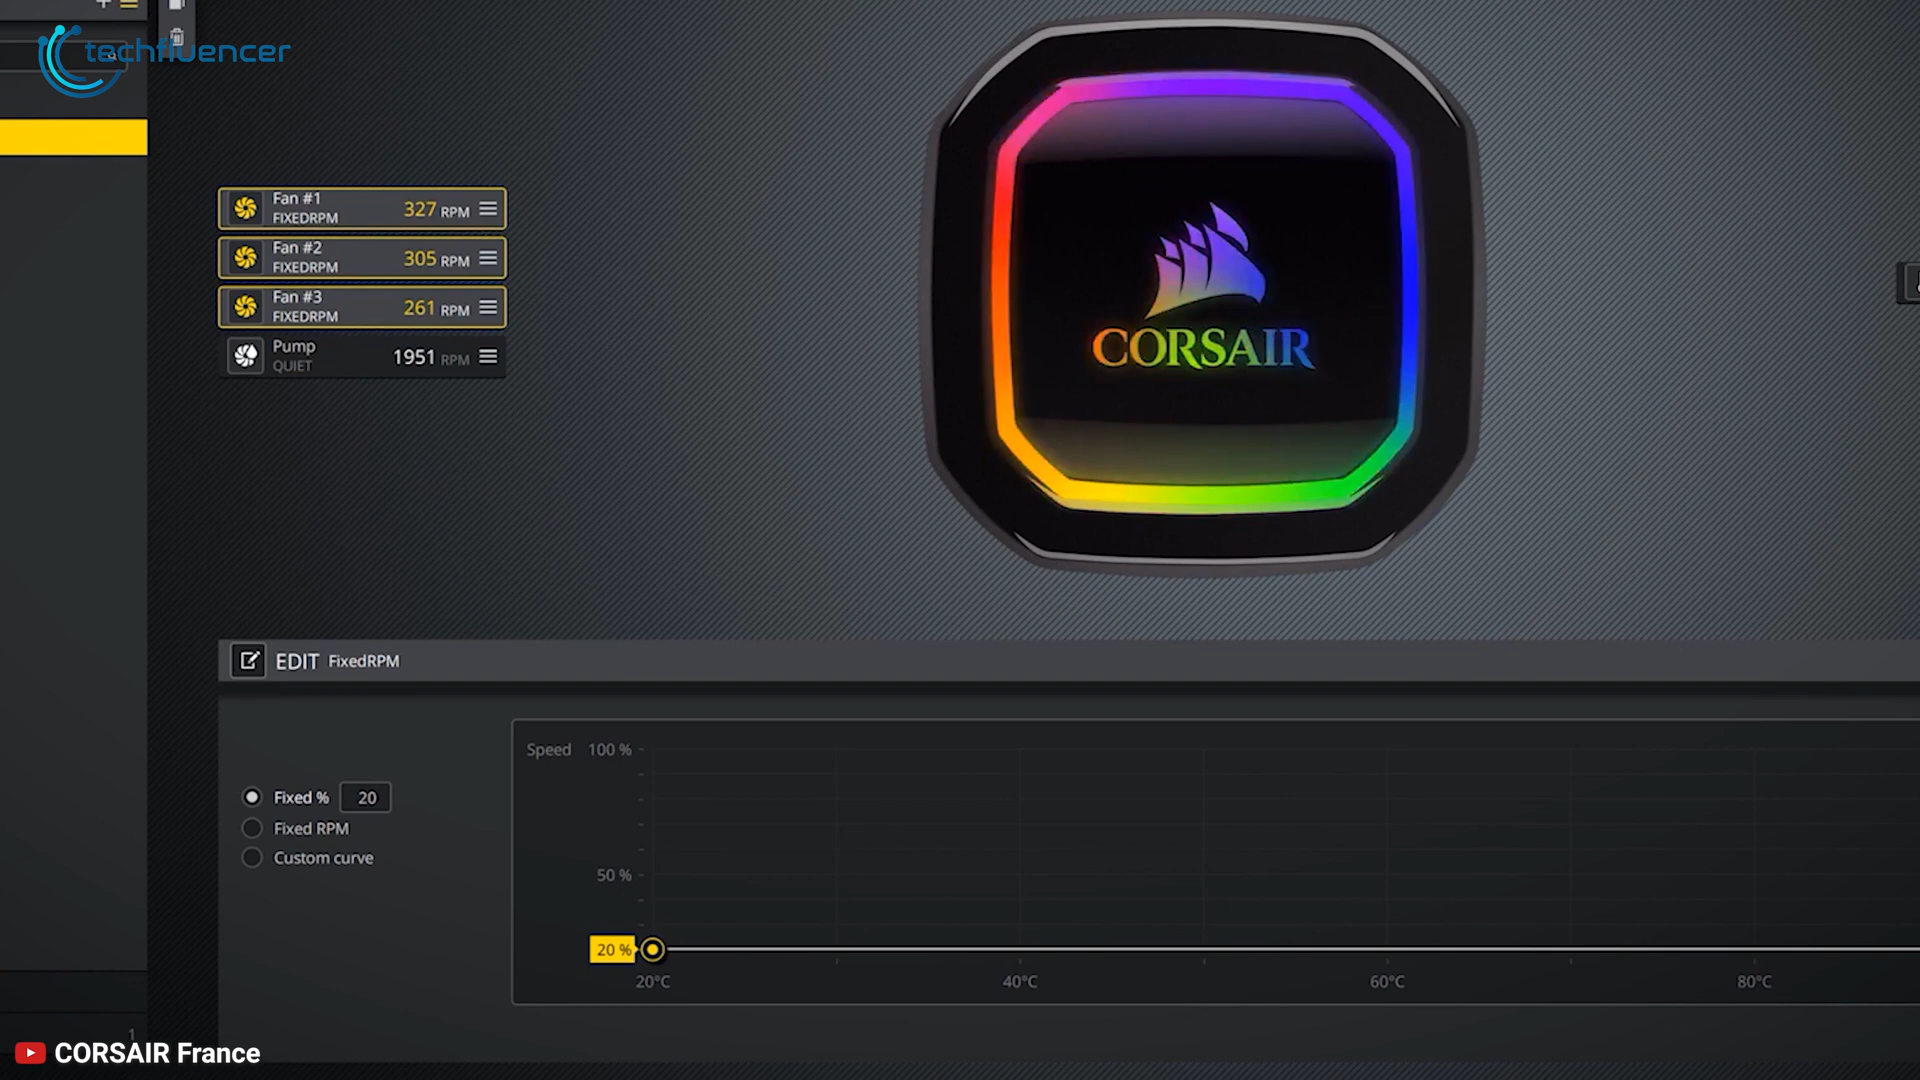 techfluencer
Fan #1
FIXEDRPM
327 RPM
Fan #2
FIXEDRPM
305 RPM
Fan #3
FIXEDRPM
261 RPM
Pump
QUIET
1951 RPM
CORSAIR
EDIT FixedRPM
Fixed % 20
Fixed RPM
Custom curve
Speed 100 %
50 %
20 %
20°C 40°C 60°C 80°C
1
CORSAIR France